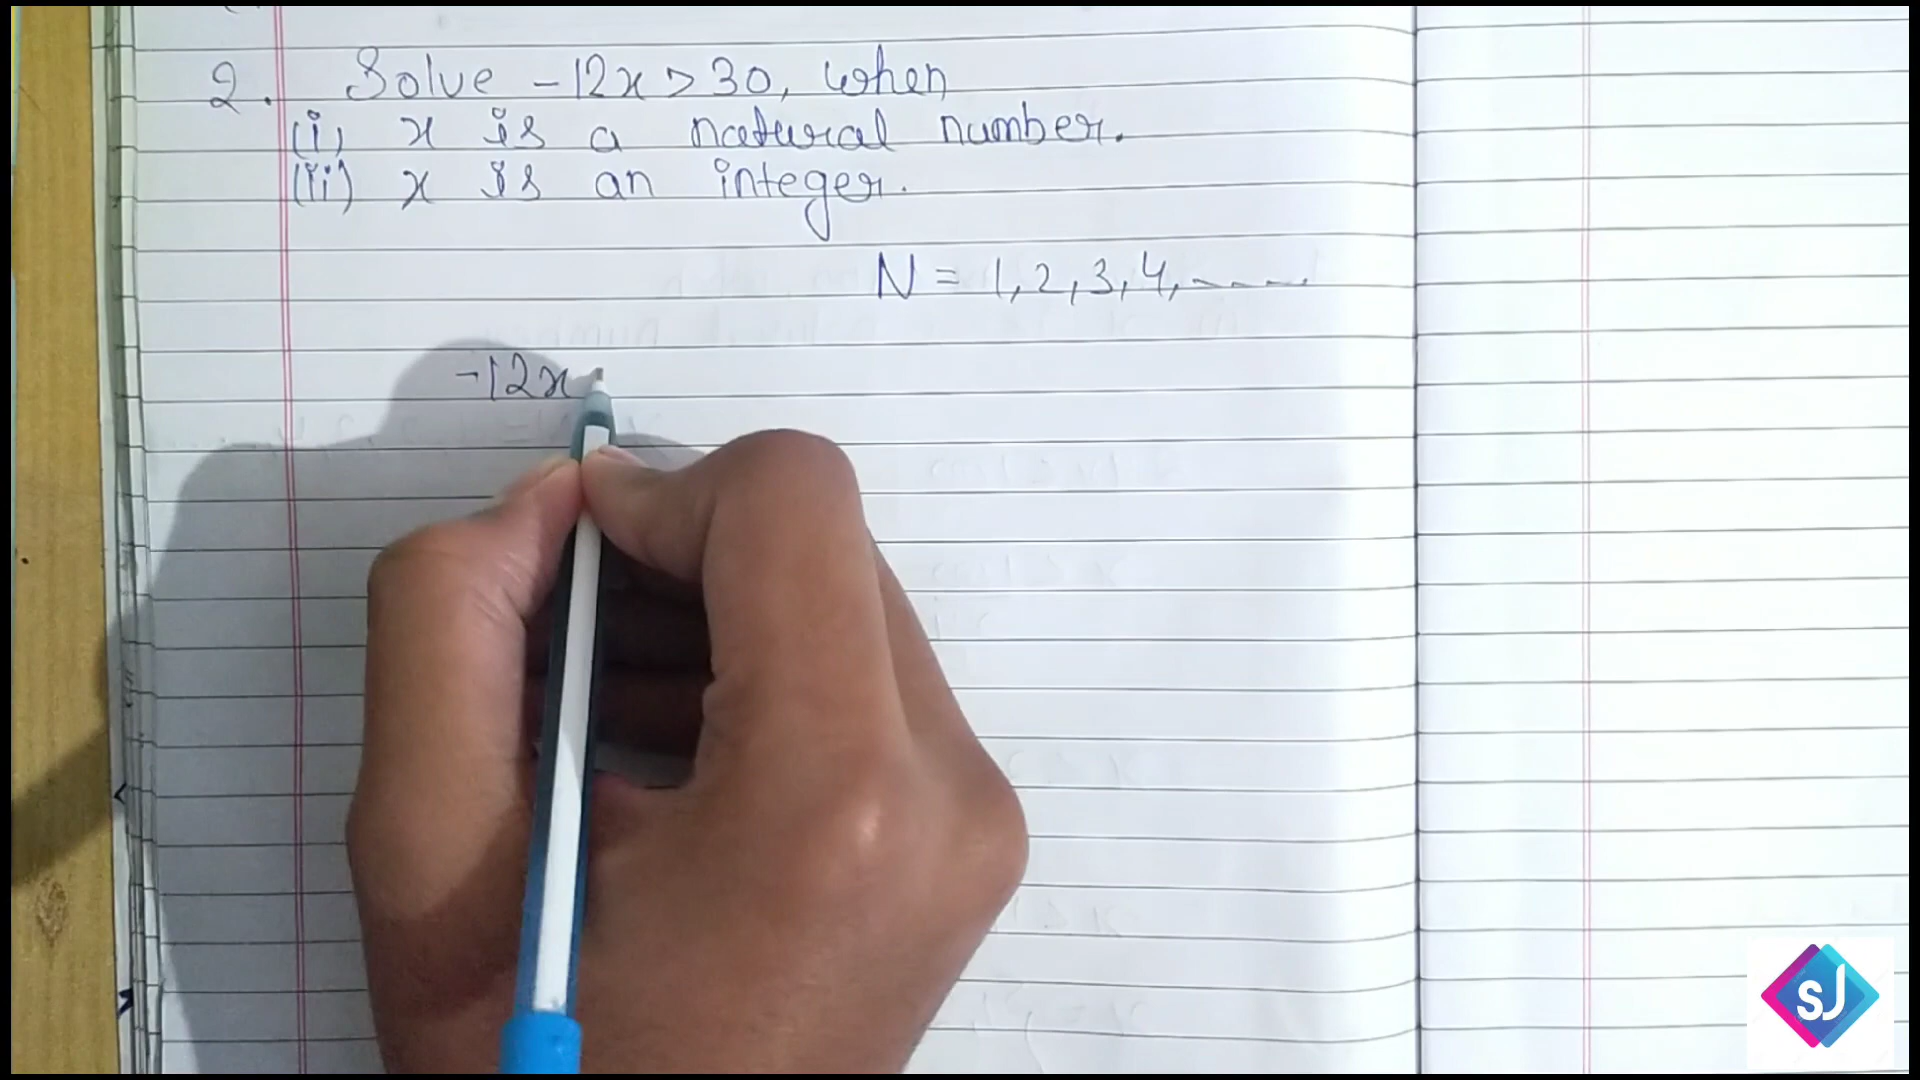 2. Solve -12x > 30, when
(i) x is a natural number.
(ii) x is an integer.
N = 1, 2, 3, 4, .....
-12x
SJ